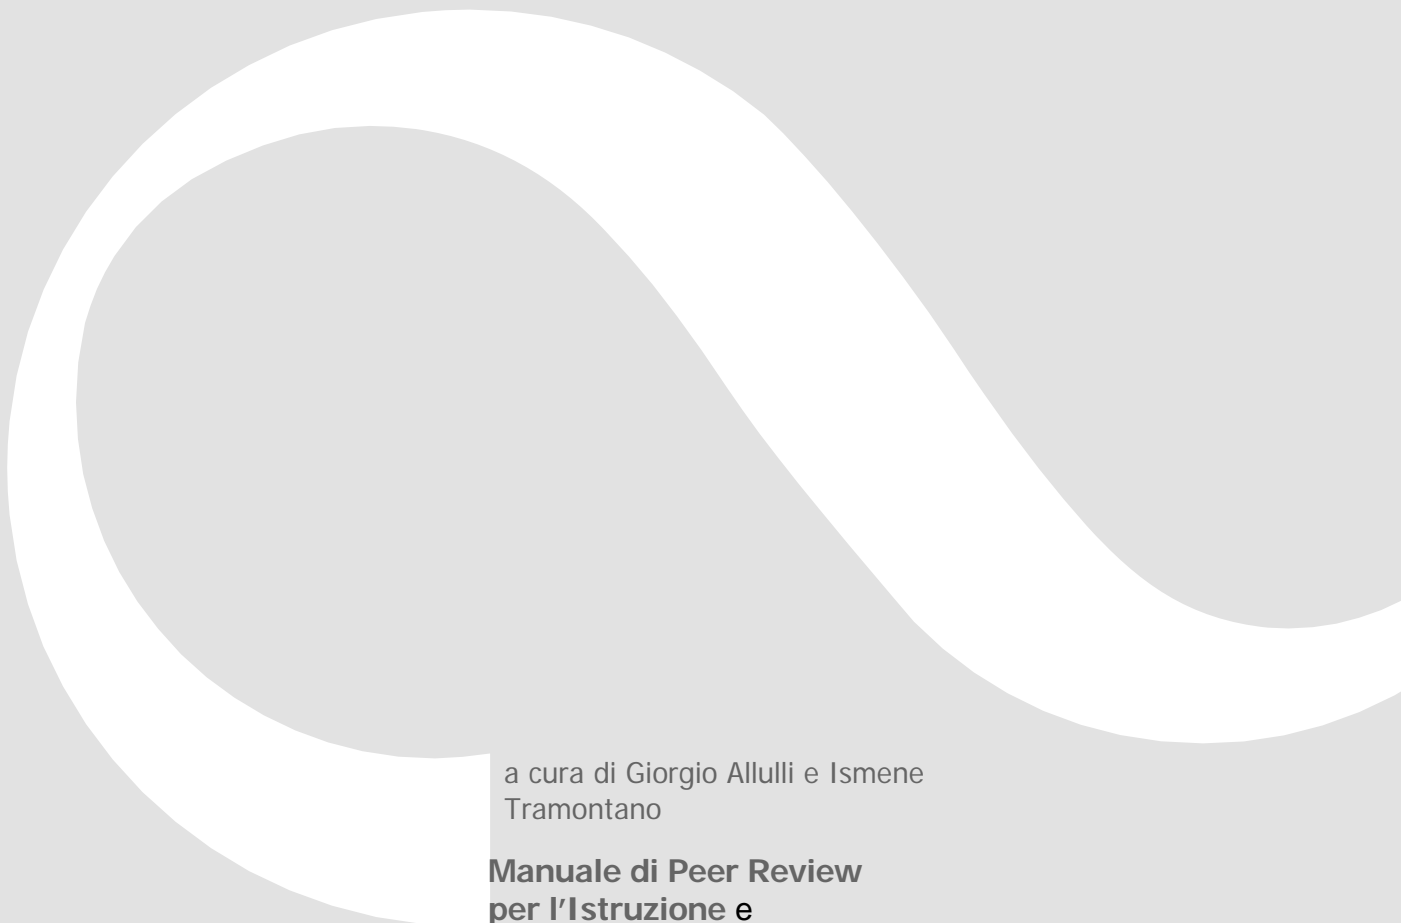 a cura di Giorgio Allulli e Ismene
Tramontano
Manuale di Peer Review
per l'Istruzione e